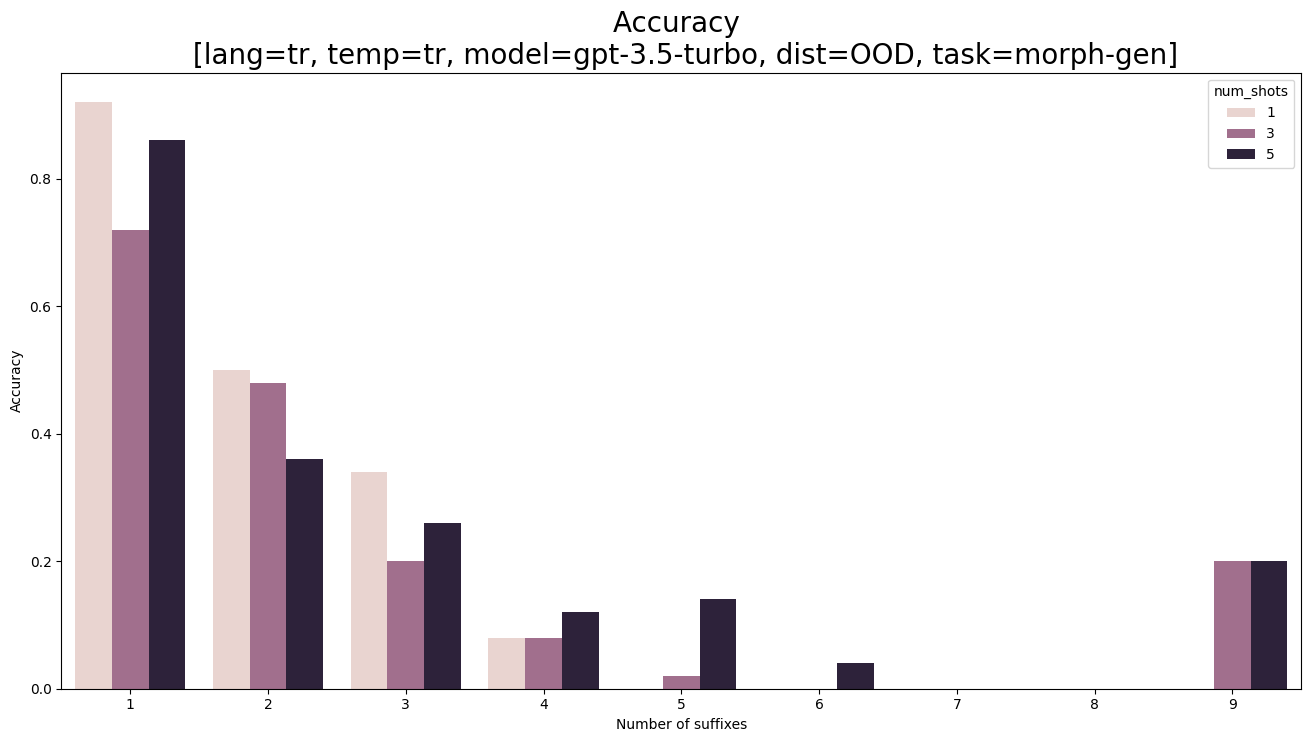 Accuracy
[lang=tr, temp=tr, model=gpt-3.5-turbo, dist=OOD, task=morph-gen]
num_shots
1
3
5
Accuracy
0.8
0.6
0.4
0.2
0.0
1 2 3 4 5 6 7 8 9
Number of suffixes